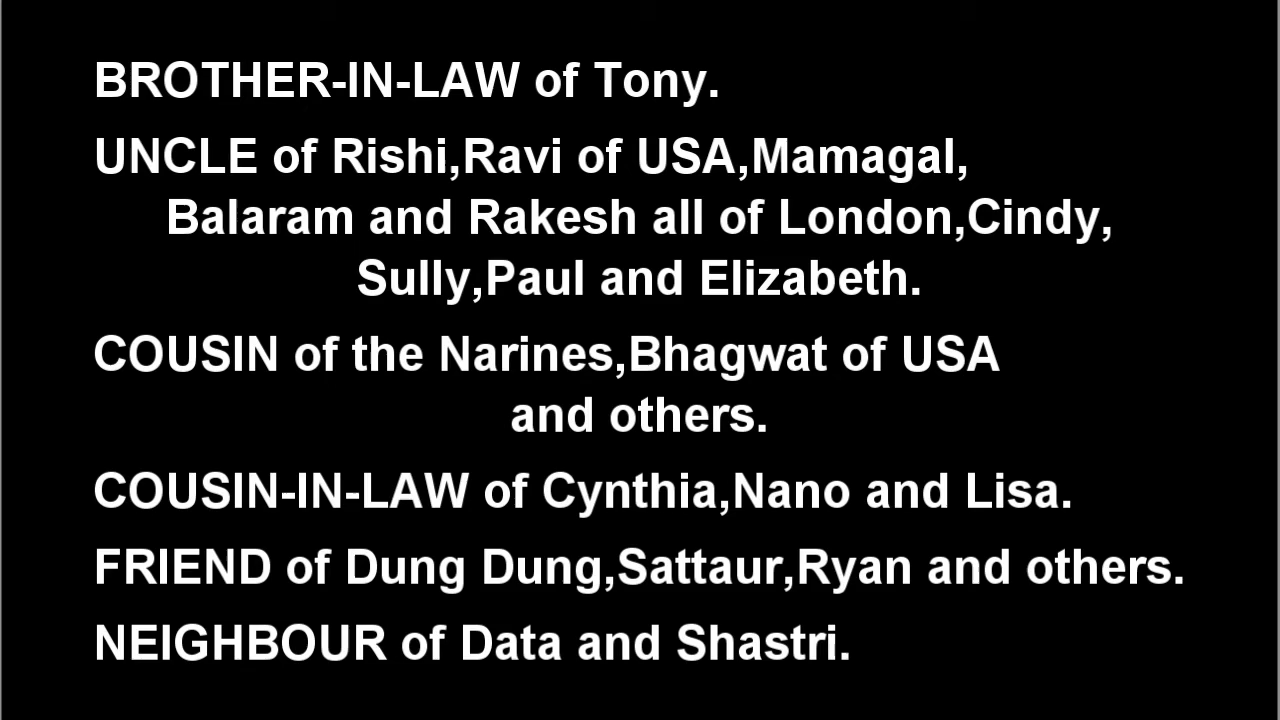 BROTHER-IN-LAW of Tony.
UNCLE of Rishi,Ravi of USA,Mamagal,
Balaram and Rakesh all of London,Cindy,
Sully,Paul and Elizabeth.
COUSIN of the Narines,Bhagwat of USA
and others.
COUSIN-IN-LAW of Cynthia,Nano and Lisa.
FRIEND of Dung Dung,Sattaur,Ryan and others.
NEIGHBOUR of Data and Shastri.